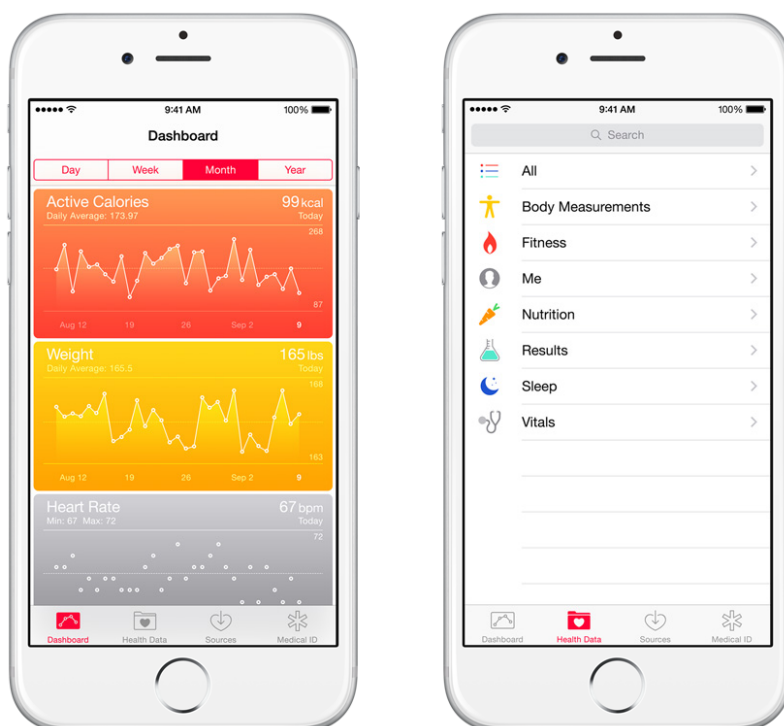 9:41 AM
100%
Dashboard
Day Week Month Year
Active Calories 99 kcal
Daily Average: 173.97 Today
268
87
Aug 12 19 26 Sep 2 9
Weight 165 lbs
Daily Average: 165.5 Today
168
163
Aug 12 19 26 Sep 2 9
Heart Rate 67 bpm
Min: 67 Max: 72 Today
72
Dashboard Health Data Sources Medical ID
9:41 AM
100%
Search
All
Body Measurements
Fitness
Me
Nutrition
Results
Sleep
Vitals
Dashboard Health Data Sources Medical ID